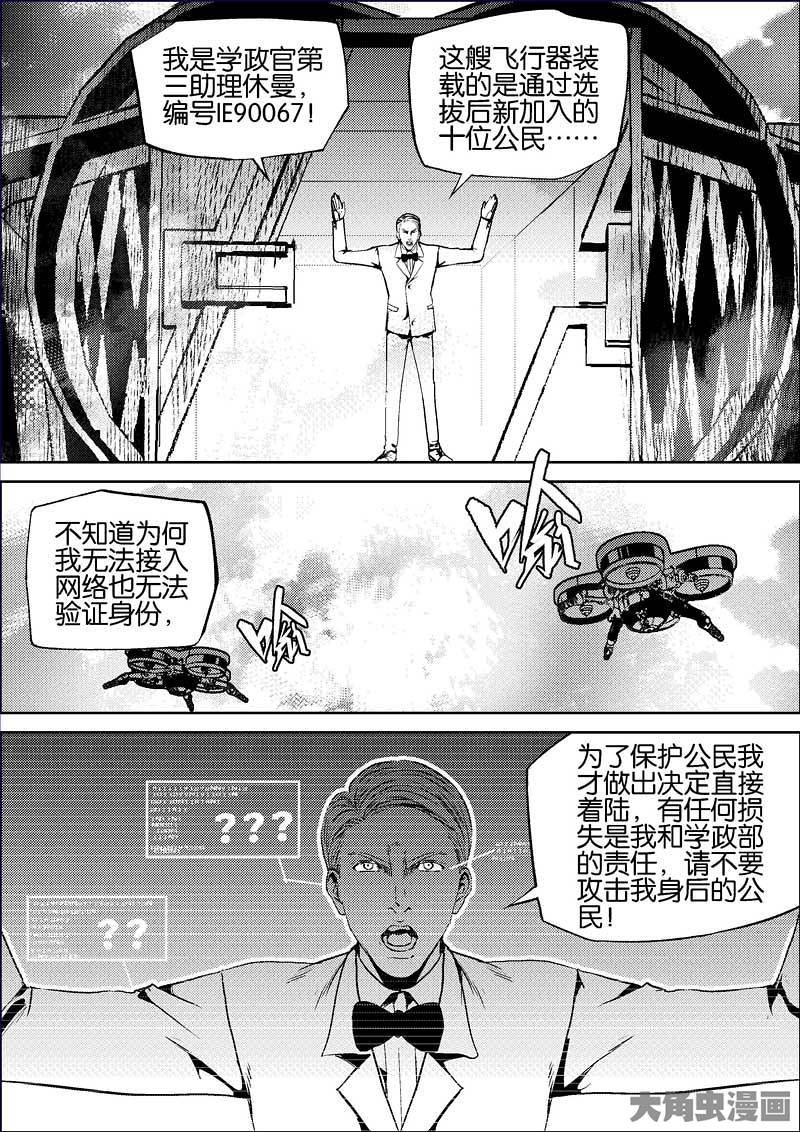 我是学政官第
三助理休曼，
编号IE90067！
这艘飞行器装
载的是通过选
拔后新加入的
十位公民……
不知道为何
我无法接入
网络也无法
验证身份，
为了保护公民我
才做出决定直接
着陆，有任何损
失是我和学政部
的责任，请不要
攻击我身后的公
民！
???
??
大角虫漫画